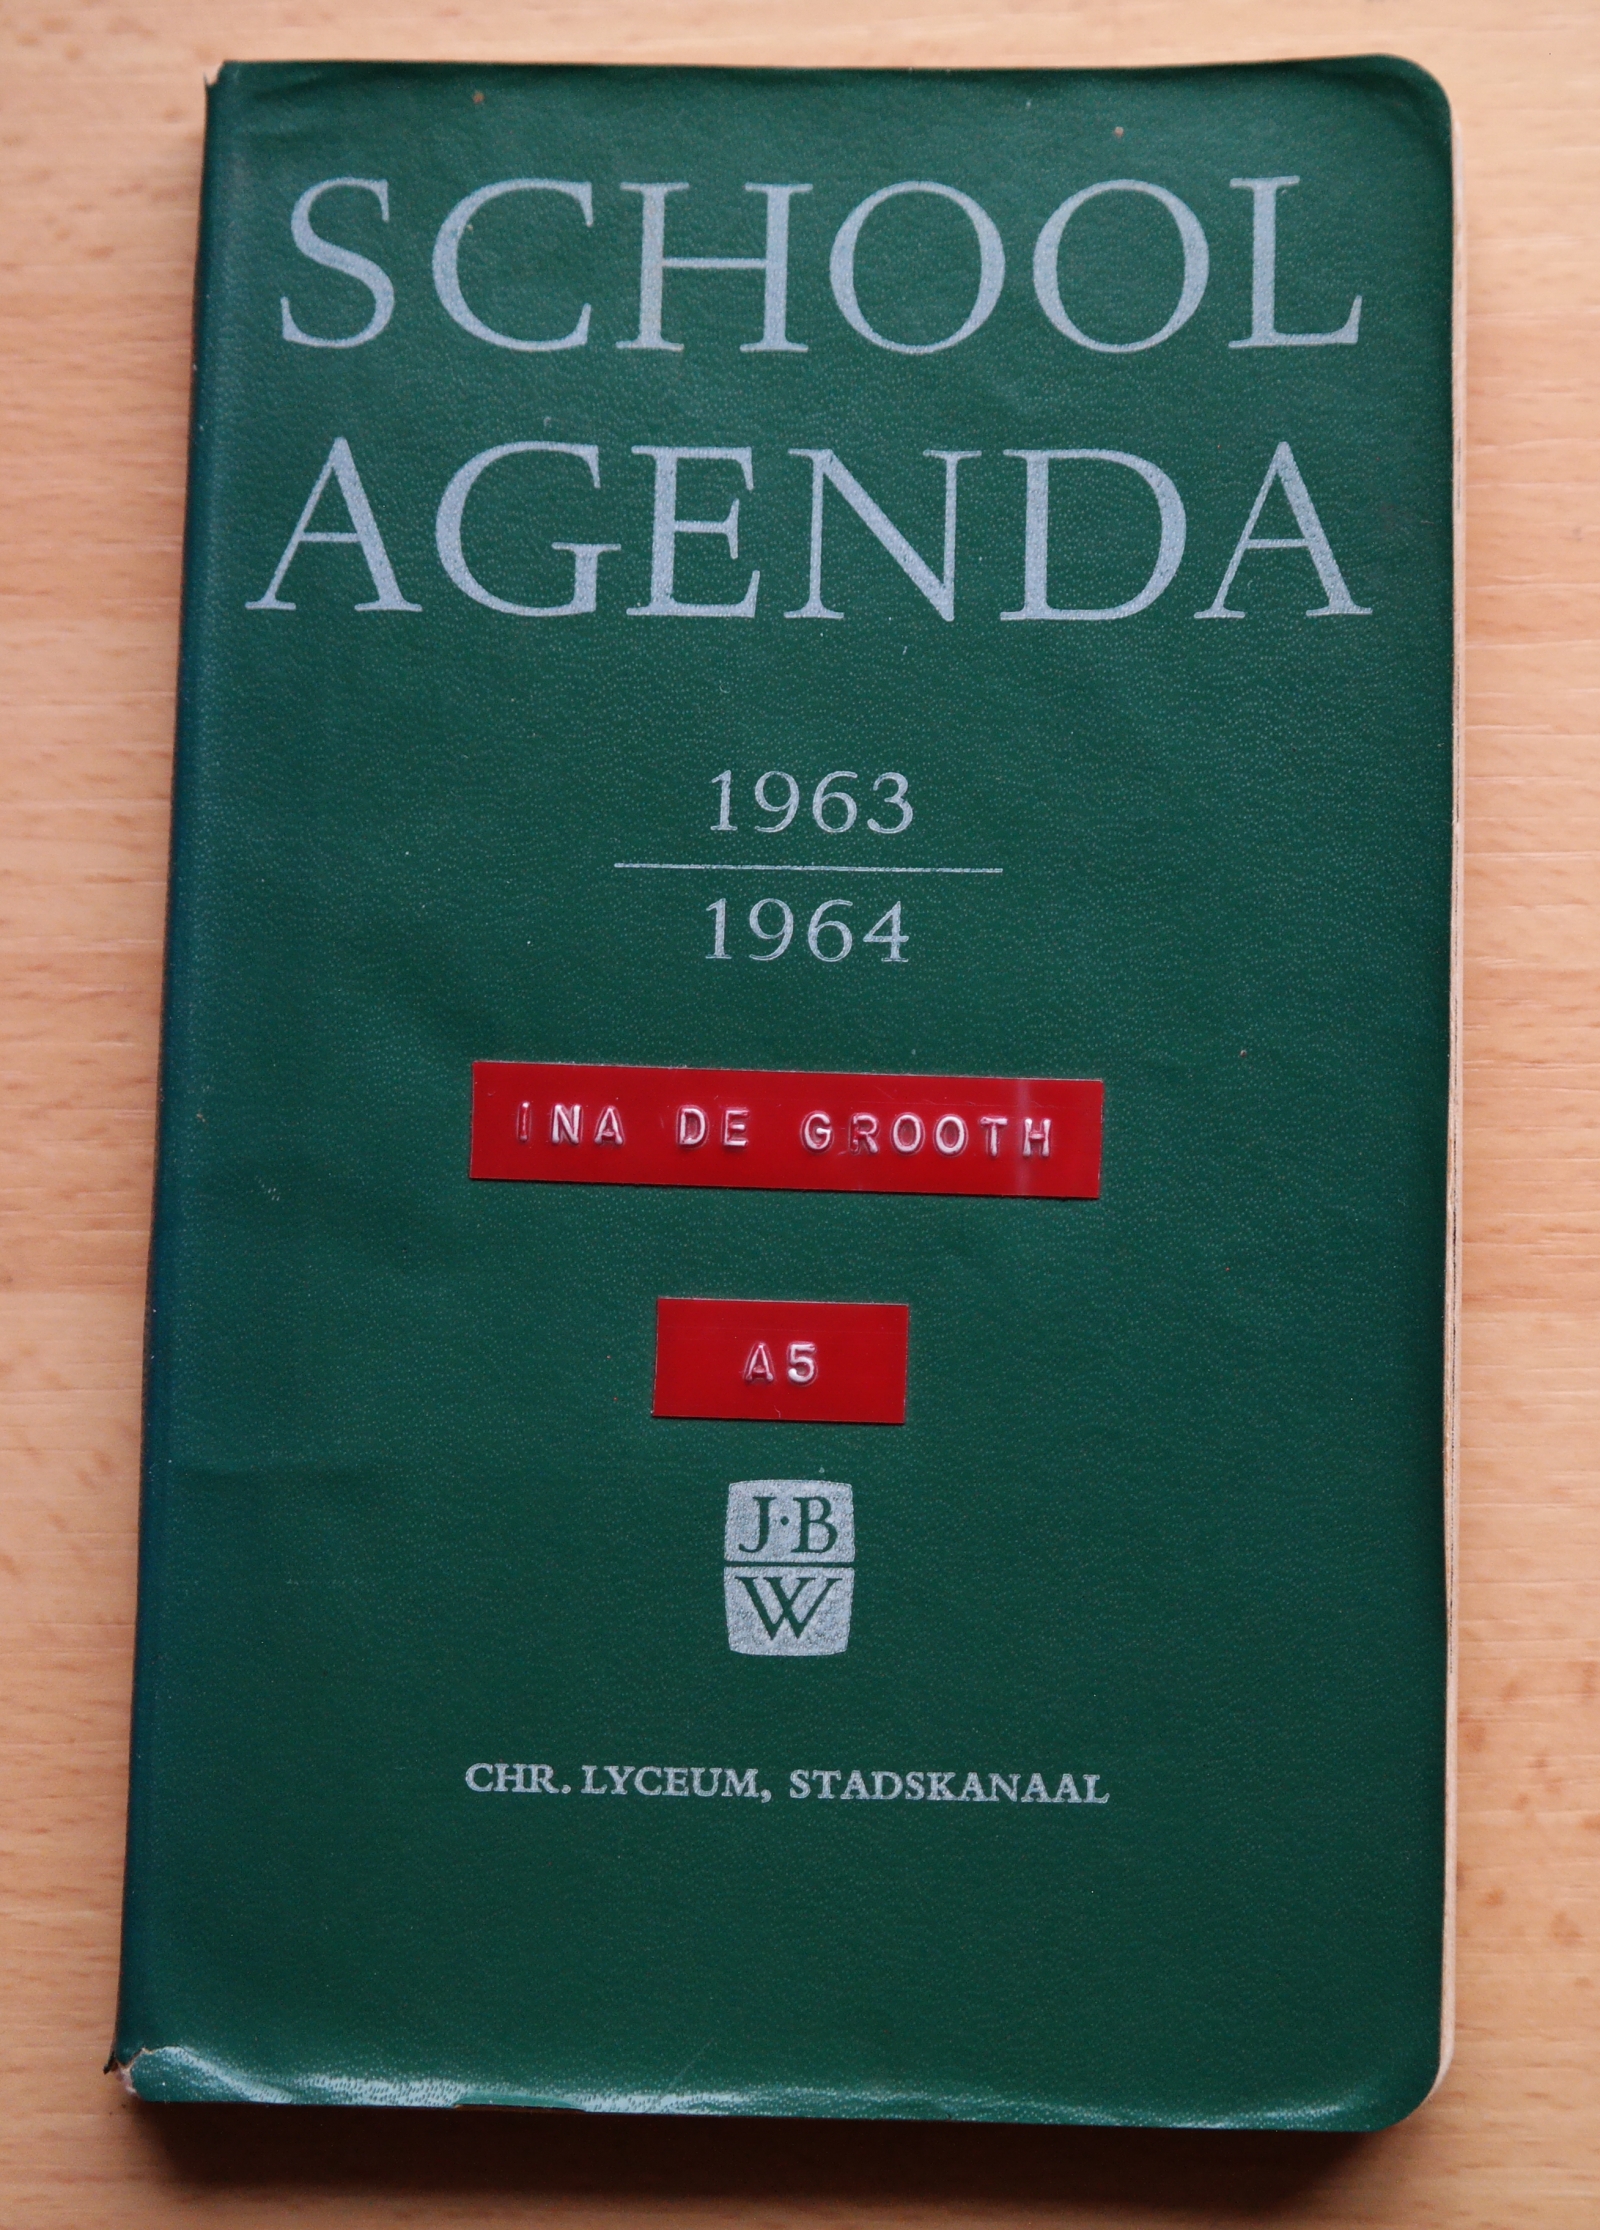 SCHOOL
AGENDA
1963
1964
INA DE GROOTH
A5
J·B
W
CHR. LYCEUM, STADSKANAAL